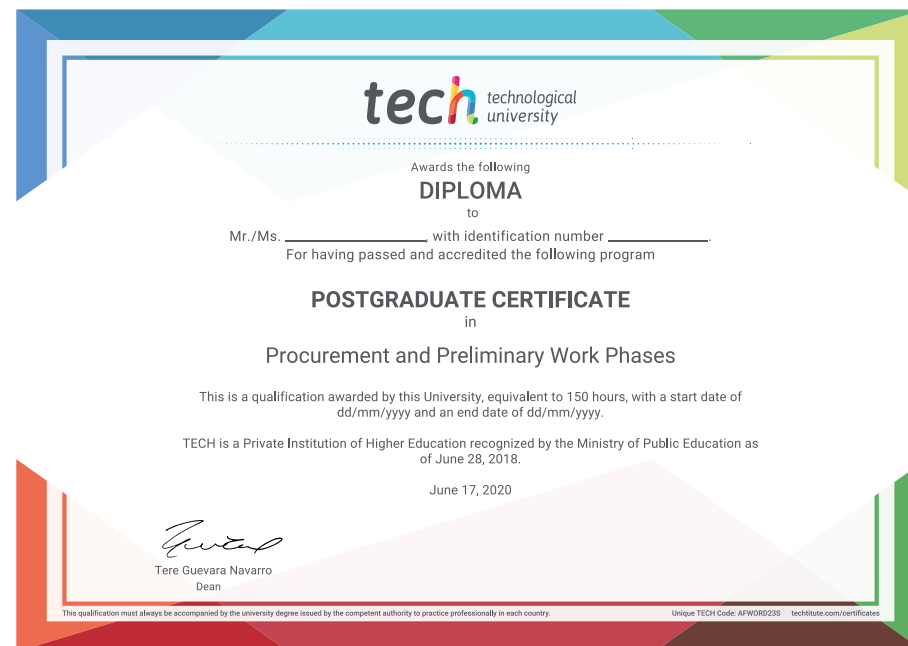 tech technological
university
Awards the following
DIPLOMA
to
Mr./Ms. ____________________, with identification number ______________.
For having passed and accredited the following program
POSTGRADUATE CERTIFICATE
in
Procurement and Preliminary Work Phases
This is a qualification awarded by this University, equivalent to 150 hours, with a start date of
dd/mm/yyyy and an end date of dd/mm/yyyy.
TECH is a Private Institution of Higher Education recognized by the Ministry of Public Education as
of June 28, 2018.
June 17, 2020
Tere Guevara Navarro
Dean
This qualification must always be accompanied by the university degree issued by the competent authority to practice professionally in each country. Unique TECH Code: AFWORD23S techtitute.com/certificates